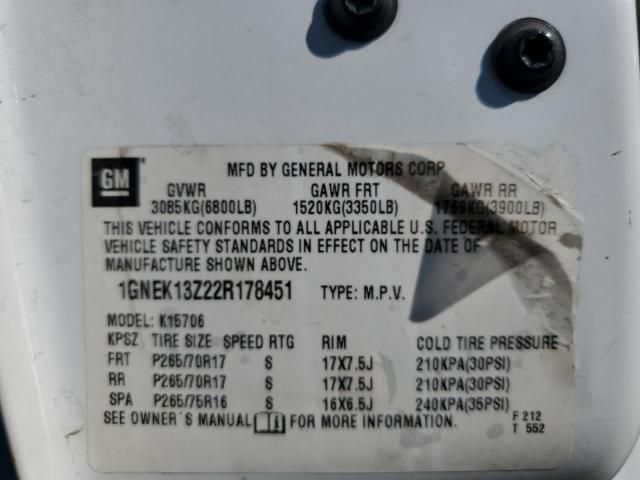 GM
MFD BY GENERAL MOTORS CORP
GVWR GAWR FRT GAWR RR
3085KG(6800LB) 1520KG(3350LB) 1769KG(3900LB)
THIS VEHICLE CONFORMS TO ALL APPLICABLE U.S. FEDERAL MOTOR
VEHICLE SAFETY STANDARDS IN EFFECT ON THE DATE OF
MANUFACTURE SHOWN ABOVE.
1GNEK13Z22R178451 TYPE: M.P.V.
MODEL: K15706
KPSZ TIRE SIZE SPEED RTG RIM COLD TIRE PRESSURE
FRT P265/70R17 S 17X7.5J 210KPA(30PSI)
RR P265/70R17 S 17X7.5J 210KPA(30PSI)
SPA P265/75R16 S 16X6.5J 240KPA(35PSI)
SEE OWNER´S MANUAL FOR MORE INFORMATION. F 212
T 552